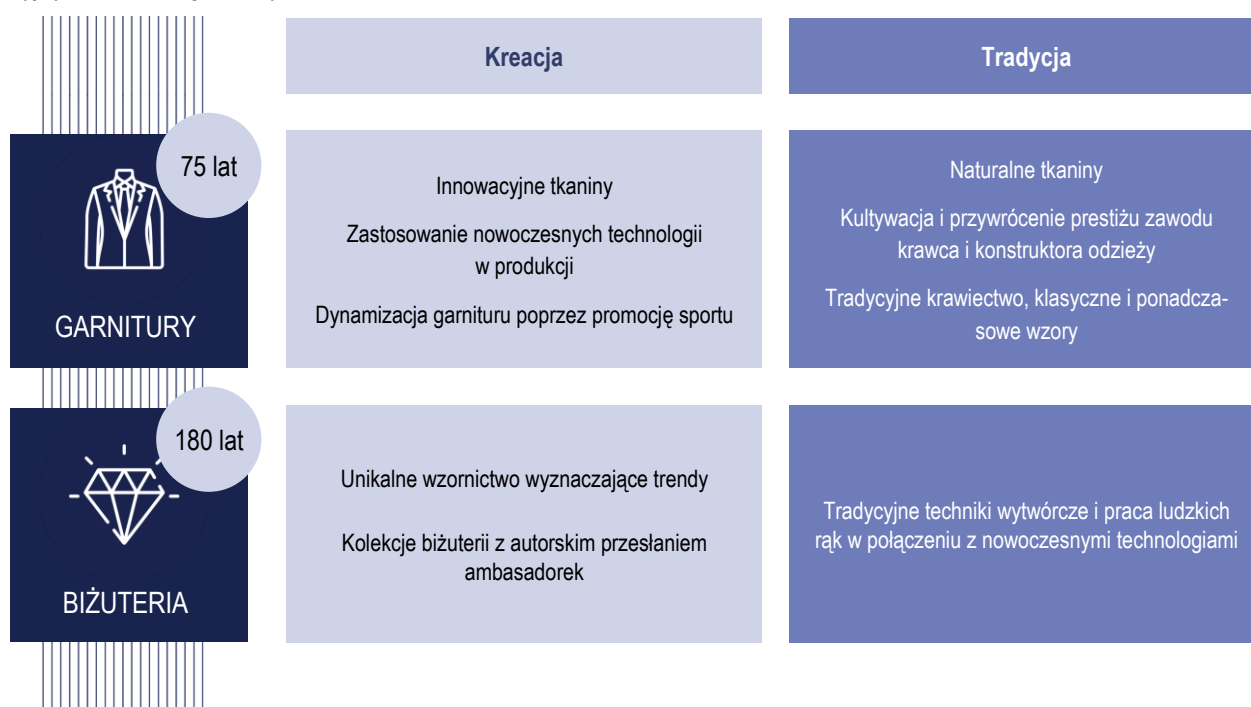 Kreacja
Tradycja
75 lat
GARNITURY
Innowacyjne tkaniny
Zastosowanie nowoczesnych technologii
w produkcji
Dynamizacja garnituru poprzez promocję sportu
Naturalne tkaniny
Kultywacja i przywrócenie prestiżu zawodu
krawca i konstruktora odzieży
Tradycyjne krawiectwo, klasyczne i ponadcza-
sowe wzory
180 lat
BIŻUTERIA
Unikalne wzornictwo wyznaczające trendy
Kolekcje biżuterii z autorskim przesłaniem
ambasadorek
Tradycyjne techniki wytwórcze i praca ludzkich
rąk w połączeniu z nowoczesnymi technologiami